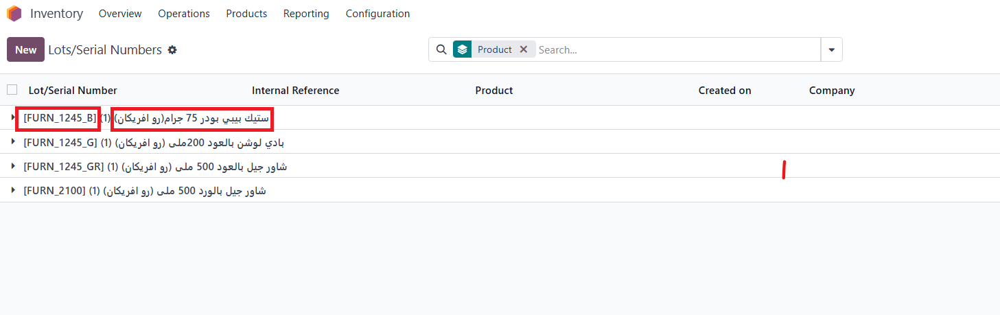 Inventory Overview Operations Products Reporting Configuration
New Lots/Serial Numbers Product Search...
Lot/Serial Number Internal Reference Product Created on Company
[FURN_1245_B] ستيك بيبي بودر 75 جرام(رو افريكان) (1)
[FURN_1245_G] بادي لوشن بالعود 200ملى (رو افريكان) (1)
[FURN_1245_GR] شاور جيل بالعود 500 ملى (رو افريكان) (1)
[FURN_2100] شاور جيل بالورد 500 ملى (رو افريكان) (1)